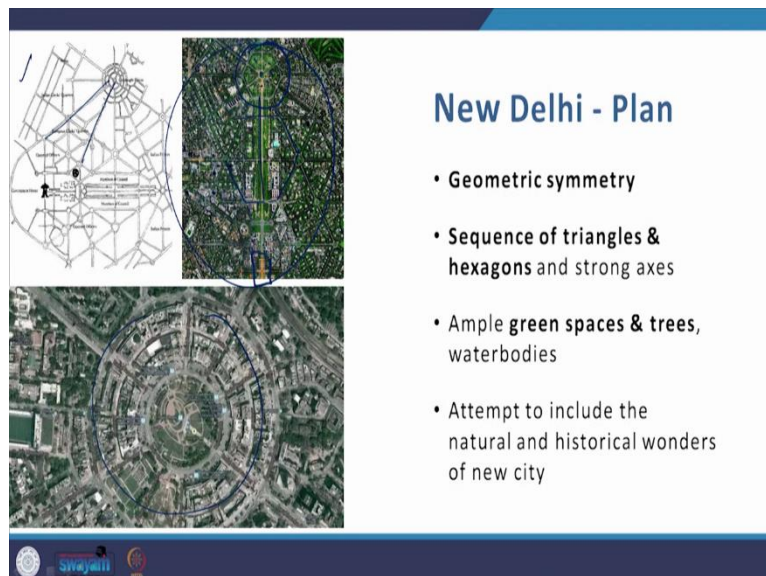 New Delhi - Plan
• Geometric symmetry
• Sequence of triangles &
hexagons and strong axes
• Ample green spaces & trees,
waterbodies
• Attempt to include the
natural and historical wonders
of new city
swayam